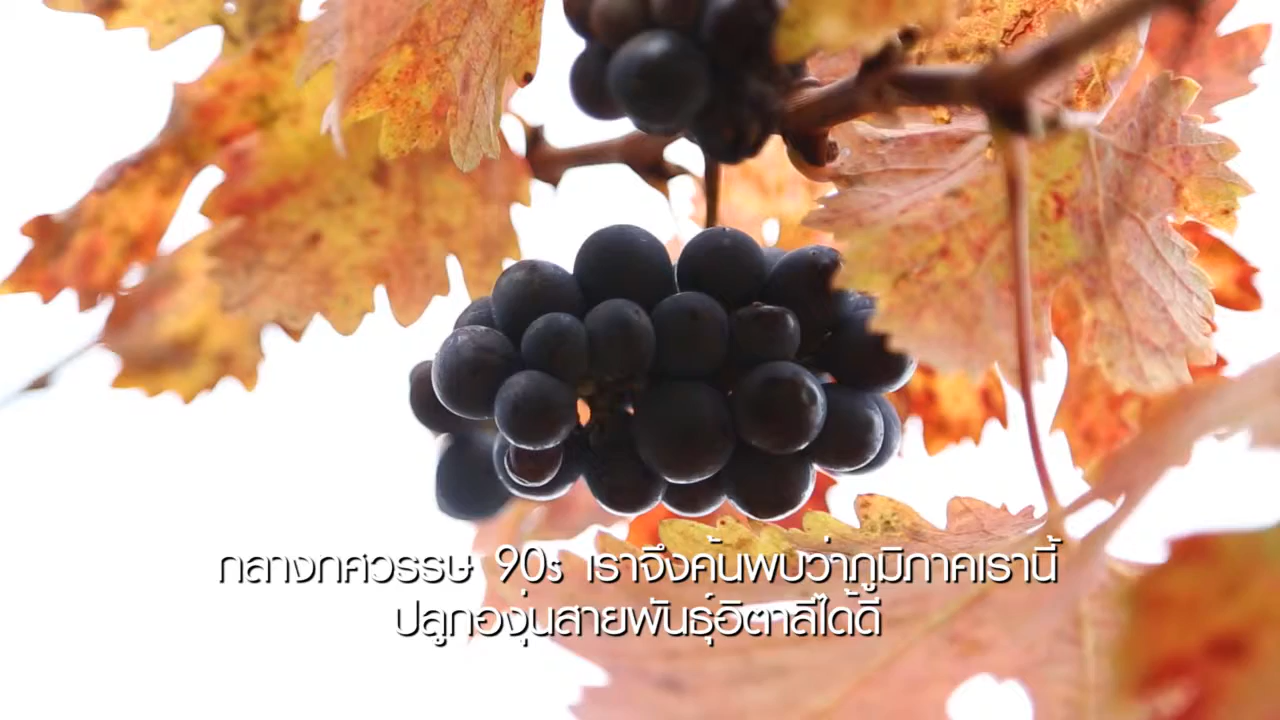 กลางทศวรรษ 90s เราจึงค้นพบว่าภูมิภาคเรานี้
ปลูกองุ่นสายพันธุ์อิตาลีได้ดี